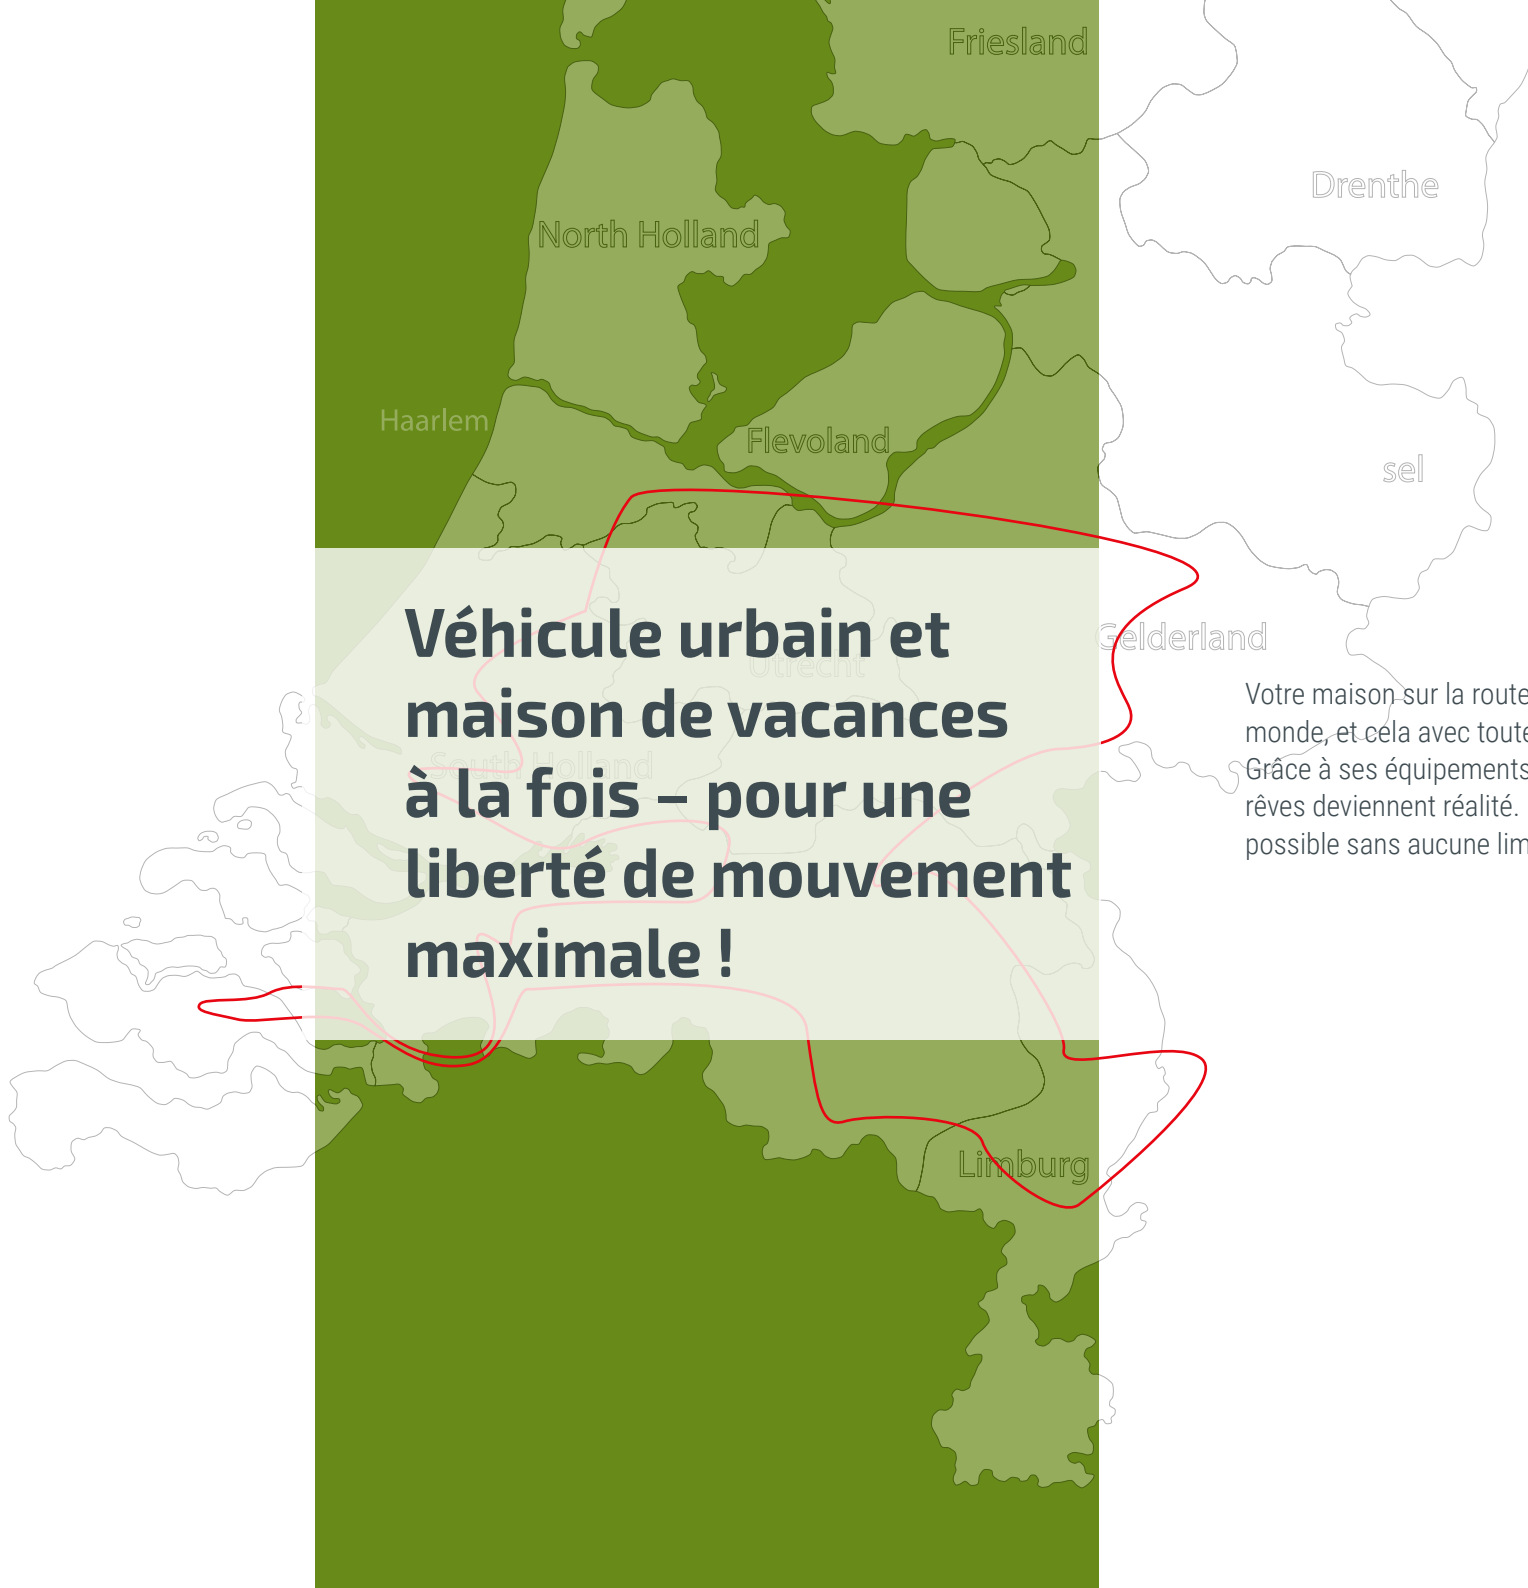 Friesland
Drenthe
North Holland
Haarlem
Flevoland
sel
Gelderland
Utrecht
South Holland
Véhicule urbain et
maison de vacances
à la fois – pour une
liberté de mouvement
maximale !
Votre maison sur la route
monde, et cela avec toute
Grâce à ses équipements
rêves deviennent réalité.
possible sans aucune lim
Limburg